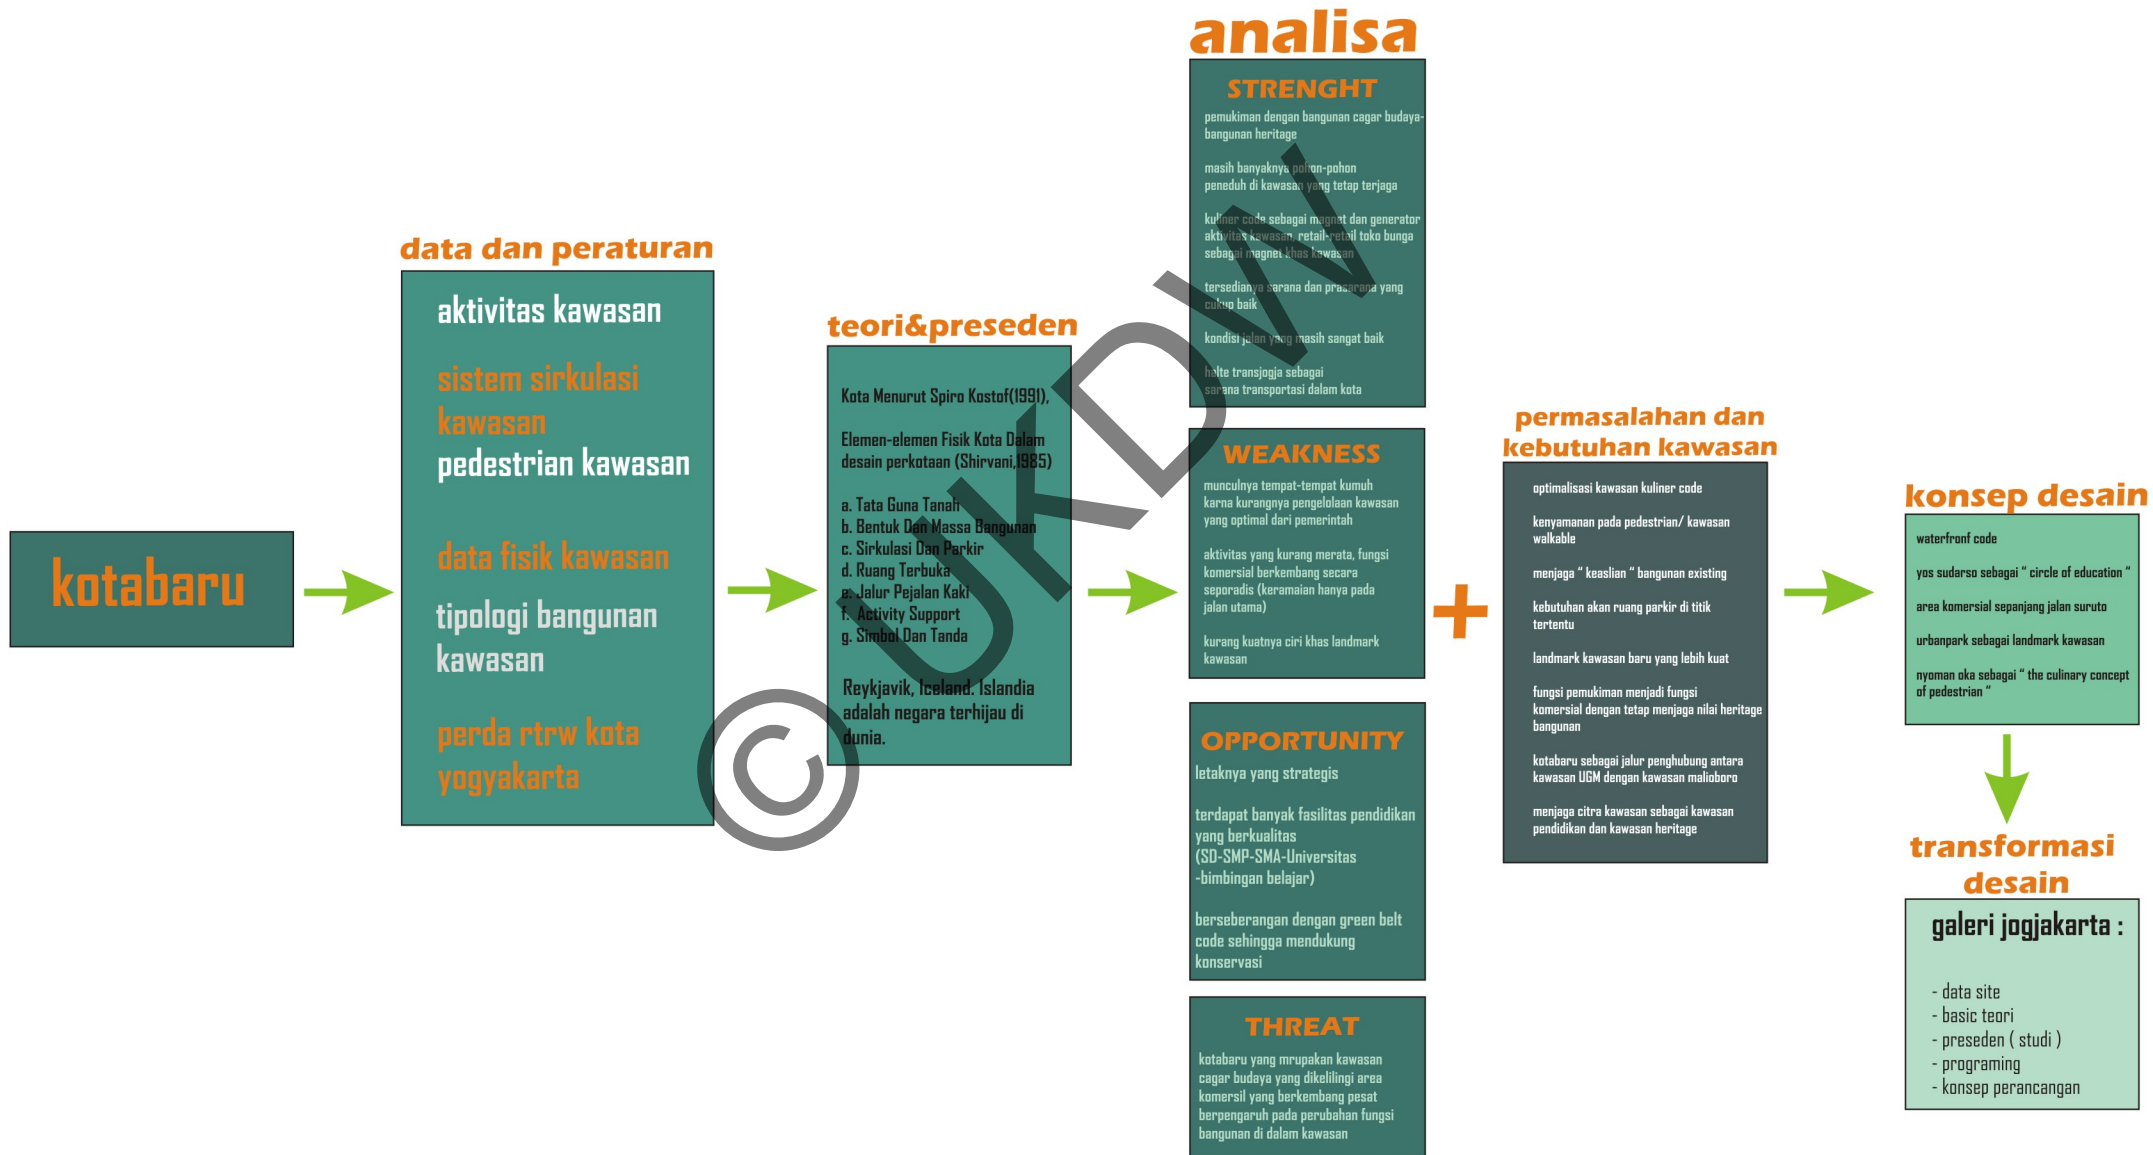 kotabaru
data dan peraturan
aktivitas kawasan
sistem sirkulasi
kawasan
pedestrian kawasan
data fisik kawasan
tipologi bangunan
kawasan
perda rtrw kota
yogyakarta
teori&preseden
Kota Menurut Spiro Kostof(1991),
Elemen-elemen Fisik Kota Dalam
desain perkotaan (Shirvani,1985)
a. Tata Guna Tanah
b. Bentuk Dan Massa Bangunan
c. Sirkulasi Dan Parkir
d. Ruang Terbuka
e. Jalur Pejalan Kaki
f. Activity Support
g. Simbol Dan Tanda
Reykjavik, Iceland. Islandia
adalah negara terhijau di
dunia.
analisa
STRENGHT
pemukiman dengan bangunan cagar budaya-
bangunan heritage
masih banyaknya pohon-pohon
peneduh di kawasan yang tetap terjaga
kuliner code sebagai magnet dan generator
aktivitas kawasan, retail-retail toko bunga
sebagai magnet khas kawasan
tersedianya sarana dan prasarana yang
cukup baik
kondisi jalan yang masih sangat baik
halte transjogja sebagai
sarana transportasi dalam kota
WEAKNESS
munculnya tempat-tempat kumuh
karna kurangnya pengelolaan kawasan
yang optimal dari pemerintah
aktivitas yang kurang merata, fungsi
komersial berkembang secara
seporadis (keramaian hanya pada
jalan utama)
kurang kuatnya ciri khas landmark
kawasan
OPPORTUNITY
letaknya yang strategis
terdapat banyak fasilitas pendidikan
yang berkualitas
(SD-SMP-SMA-Universitas
-bimbingan belajar)
berseberangan dengan green belt
code sehingga mendukung
konservasi
THREAT
kotabaru yang mrupakan kawasan
cagar budaya yang dikelilingi area
komersil yang berkembang pesat
berpengaruh pada perubahan fungsi
bangunan di dalam kawasan
+
permasalahan dan
kebutuhan kawasan
optimalisasi kawasan kuliner code
kenyamanan pada pedestrian/ kawasan
walkable
menjaga “ keaslian “ bangunan existing
kebutuhan akan ruang parkir di titik
tertentu
landmark kawasan baru yang lebih kuat
fungsi pemukiman menjadi fungsi
komersial dengan tetap menjaga nilai heritage
bangunan
kotabaru sebagai jalur penghubung antara
kawasan UGM dengan kawasan malioboro
menjaga citra kawasan sebagai kawasan
pendidikan dan kawasan heritage
konsep desain
waterfronf code
yos sudarso sebagai “ circle of education “
area komersial sepanjang jalan suruto
urbanpark sebagai landmark kawasan
nyoman oka sebagai “ the culinary concept
of pedestrian “
transformasi
desain
galeri jogjakarta :
- data site
- basic teori
- preseden ( studi )
- programing
- konsep perancangan
© UKDW